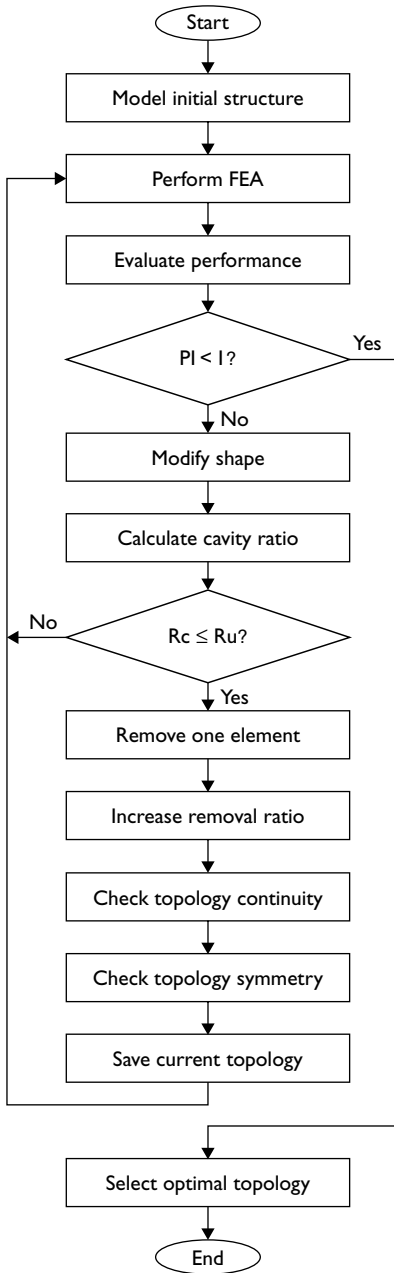 Start
Model initial structure
Perform FEA
Evaluate performance
PI < 1?
Yes
No
Modify shape
Calculate cavity ratio
No
Rc ≤ Ru?
Yes
Remove one element
Increase removal ratio
Check topology continuity
Check topology symmetry
Save current topology
Select optimal topology
End